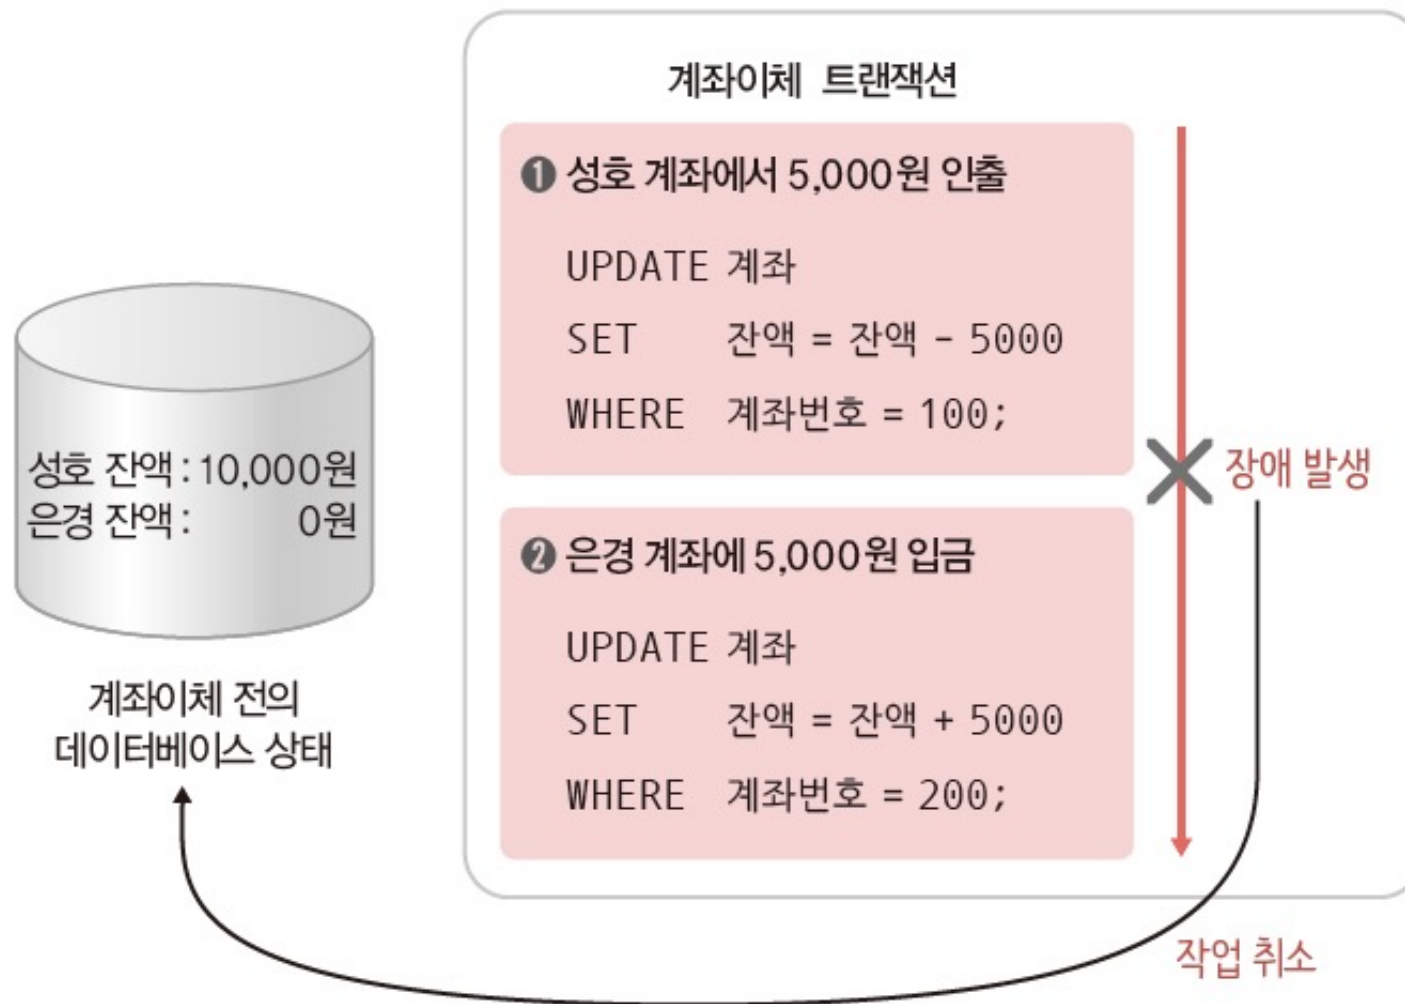 계좌이체 트랜잭션
❶ 성호 계좌에서 5,000원 인출
UPDATE 계좌
SET 잔액 = 잔액 - 5000
WHERE 계좌번호 = 100;
장애 발생
❷ 은경 계좌에 5,000원 입금
UPDATE 계좌
SET 잔액 = 잔액 + 5000
WHERE 계좌번호 = 200;
작업 취소
성호 잔액 : 10,000원
은경 잔액 : 0원
계좌이체 전의
데이터베이스 상태